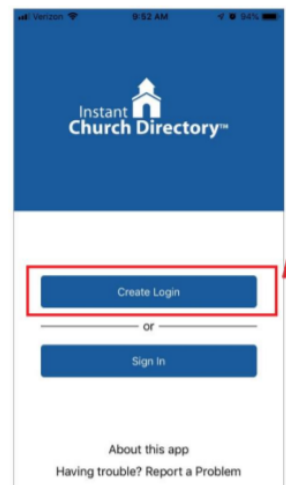 Verizon 9:52 AM 94%
Instant
Church Directory™
Create Login
or
Sign In
About this app
Having trouble? Report a Problem